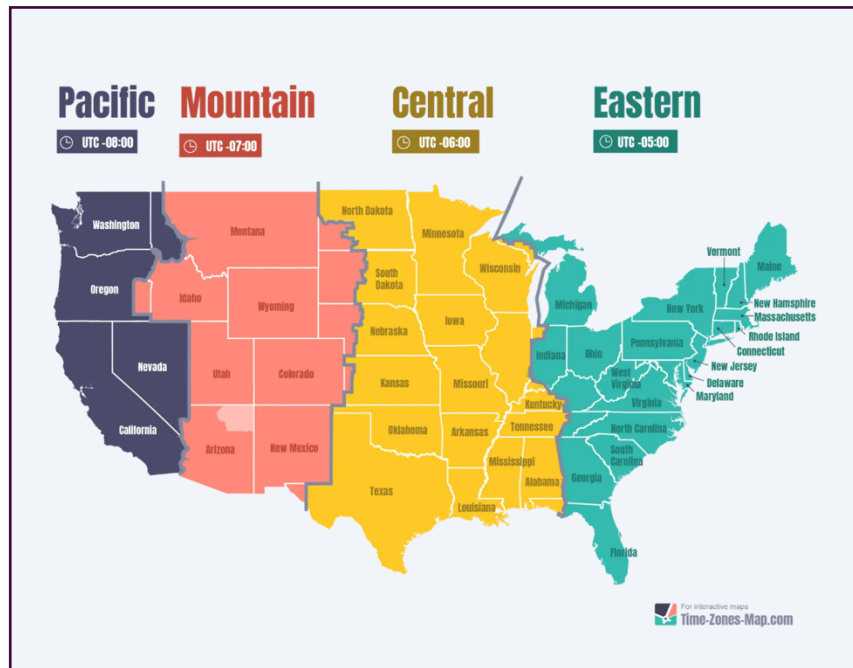 Pacific
UTC -08:00
Mountain
UTC -07:00
Central
UTC -06:00
Eastern
UTC -05:00
Washington
Oregon
Nevada
California
Montana
Idaho
Wyoming
Utah
Colorado
Arizona
New Mexico
North Dakota
South
Dakota
Nebraska
Kansas
Oklahoma
Texas
Minnesota
Iowa
Missouri
Arkansas
Louisiana
Wisconsin
Kentucky
Tennessee
Mississippi
Alabama
Michigan
Indiana
Ohio
West
Virginia
Virginia
North Carolina
South
Carolina
Georgia
Florida
Pennsylvania
New York
Vermont
Maine
New Hamsphire
Massachusetts
Rhode Island
Connecticut
New Jersey
Delaware
Maryland
For interactive maps
Time-Zones-Map.com